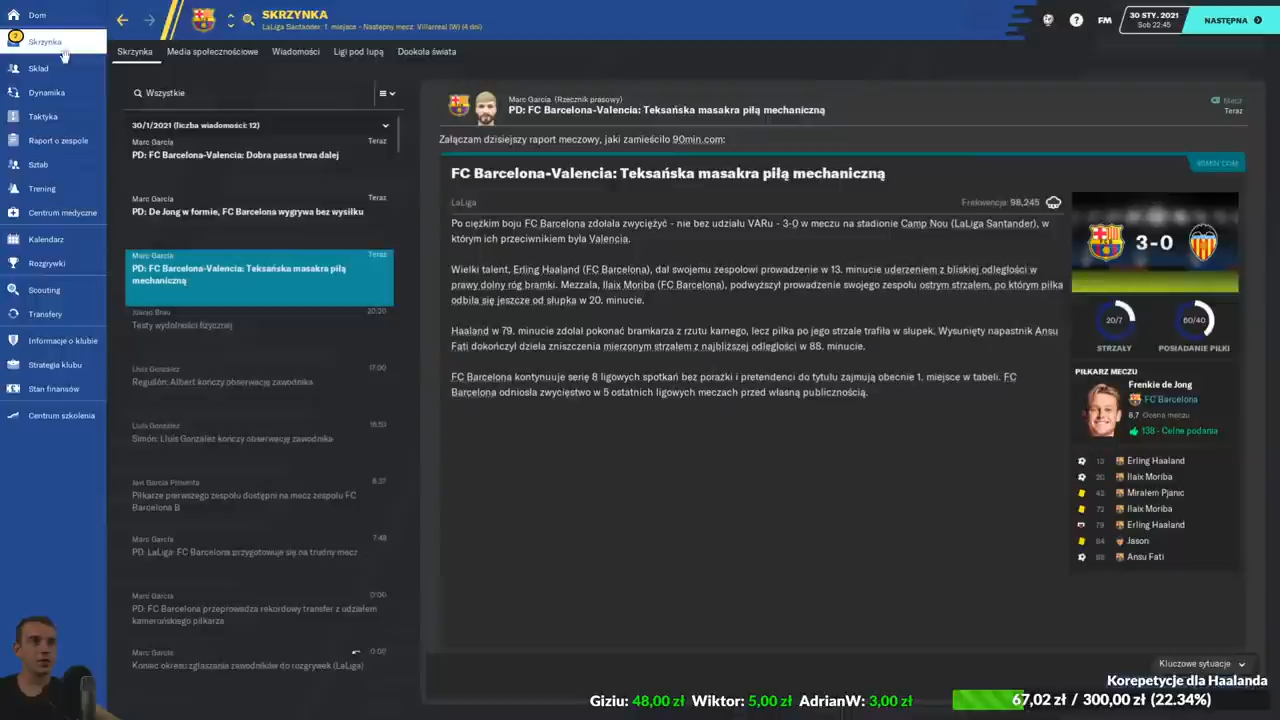 Dom
Skrzynka
Skład
Dynamika
Taktyka
Raport o zespole
Sztab
Trening
Centrum medyczne
Kalendarz
Rozgrywki
Scouting
Transfery
Informacje o klubie
Strategia klubu
Stan finansów
Centrum szkolenia
SKRZYNKA
LaLiga Santander: 1. miejsce - Następny mecz: Villarreal (W) (4 dni)
FM
30 STY. 2021
Sob 22:45
NASTĘPNA
Skrzynka
Media społecznościowe
Wiadomości
Ligi pod lupą
Dookoła świata
Wszystkie
30/1/2021 (liczba wiadomości: 12)
Marc García
Teraz
PD: FC Barcelona-Valencia: Dobra passa trwa dalej
Marc García
Teraz
PD: De Jong w formie, FC Barcelona wygrywa bez wysiłku
Marc García
Teraz
PD: FC Barcelona-Valencia: Teksańska masakra piłą
mechaniczną
20:20
Testy wydolności fizycznej
Lluís González
17:00
Reguilón: Albert kończy obserwację zawodnika
Lluís González
Simón: Lluís González kończy obserwację zawodnika
Javi García Pimienta
8:37
Piłkarze pierwszego zespołu dostępni na mecz zespołu FC
Barcelona B
Marc García
7:48
PD: LaLiga: FC Barcelona przygotowuje się na trudny mecz
Marc García
0:00
PD: FC Barcelona przeprowadza rekordowy transfer z udziałem
kameruńskiego piłkarza
Marc García
0:00
Koniec okresu zgłaszania zawodników do rozgrywek (LaLiga)
Marc García (Rzecznik prasowy)
PD: FC Barcelona-Valencia: Teksańska masakra piłą mechaniczną
Mecz
Teraz
Załączam dzisiejszy raport meczowy, jaki zamieściło 90min.com:
90MIN.COM
FC Barcelona-Valencia: Teksańska masakra piłą mechaniczną
LaLiga
Frekwencja: 98,245
Po ciężkim boju FC Barcelona zdołała zwyciężyć - nie bez udziału VARu - 3-0 w meczu na stadionie Camp Nou (LaLiga Santander), w
którym ich przeciwnikiem była Valencia.
Wielki talent, Erling Haaland (FC Barcelona), dał swojemu zespołowi prowadzenie w 13. minucie uderzeniem z bliskiej odległości w
prawy dolny róg bramki. Mezzala, Ilaix Moriba (FC Barcelona), podwyższył prowadzenie swojego zespołu ostrym strzałem, po którym piłka
odbiła się jeszcze od słupka w 20. minucie.
Haaland w 79. minucie zdołał pokonać bramkarza z rzutu karnego, lecz piłka po jego strzale trafiła w słupek. Wysunięty napastnik Ansu
Fati dokończył dzieła zniszczenia mierzonym strzałem z najbliższej odległości w 88. minucie.
FC Barcelona kontynuuje serię 8 ligowych spotkań bez porażki i pretendenci do tytułu zajmują obecnie 1. miejsce w tabeli. FC
Barcelona odniosła zwycięstwo w 5 ostatnich ligowych meczach przed własną publicznością.
3-0
20/7
60/40
STRZAŁY
POSIADANIE PIŁKI
PIŁKARZ MECZU
Frenkie de Jong
FC Barcelona
8.7 Ocena meczu
138 - Celne podania
13 Erling Haaland
20 Ilaix Moriba
43 Miralem Pjanic
72 Ilaix Moriba
79 Erling Haaland
84 Jason
88 Ansu Fati
Kluczowe sytuacje
Korepetycje dla Haalanda
Giziu: 48,00 zł Wiktor: 5,00 zł AdrianW: 3,00 zł
67,02 zł / 300,00 zł (22.34%)